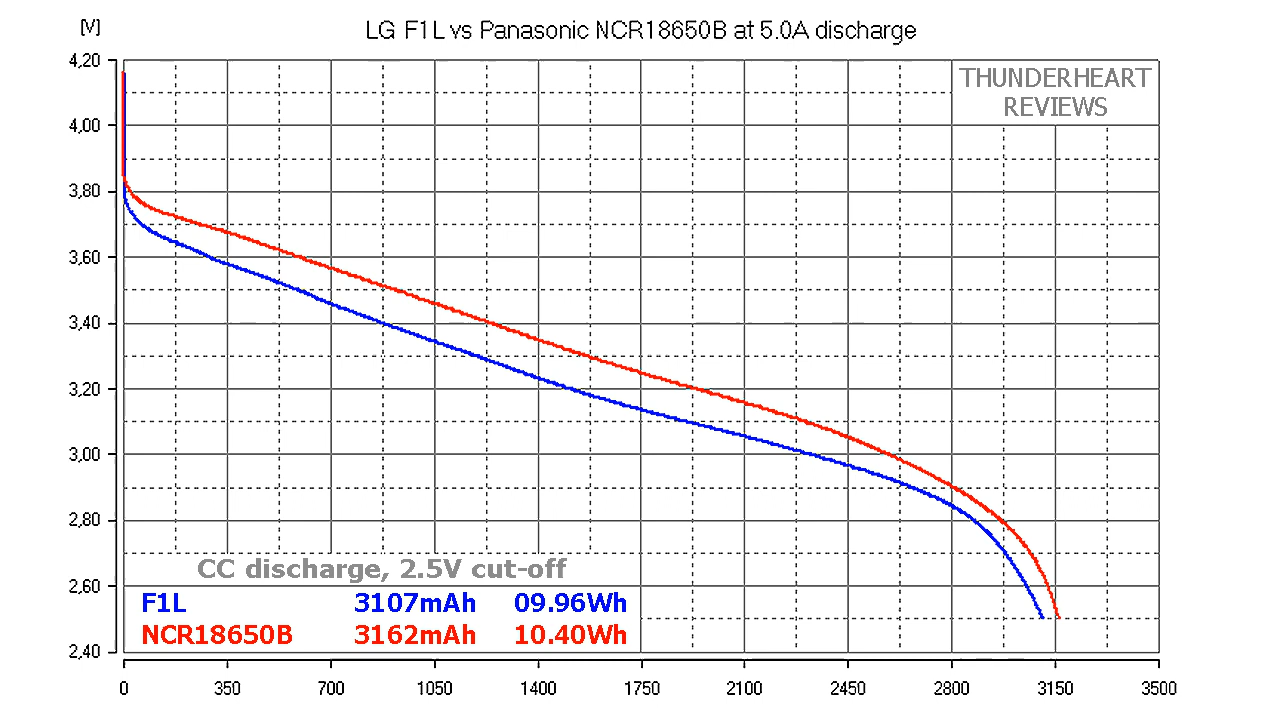 [V]
LG F1L vs Panasonic NCR18650B at 5.0A discharge
THUNDERHEART
REVIEWS
4,20
4,00
3,80
3,60
3,40
3,20
3,00
2,80
2,60
2,40
CC discharge, 2.5V cut-off
F1L 3107mAh 09.96Wh
NCR18650B 3162mAh 10.40Wh
0 350 700 1050 1400 1750 2100 2450 2800 3150 3500